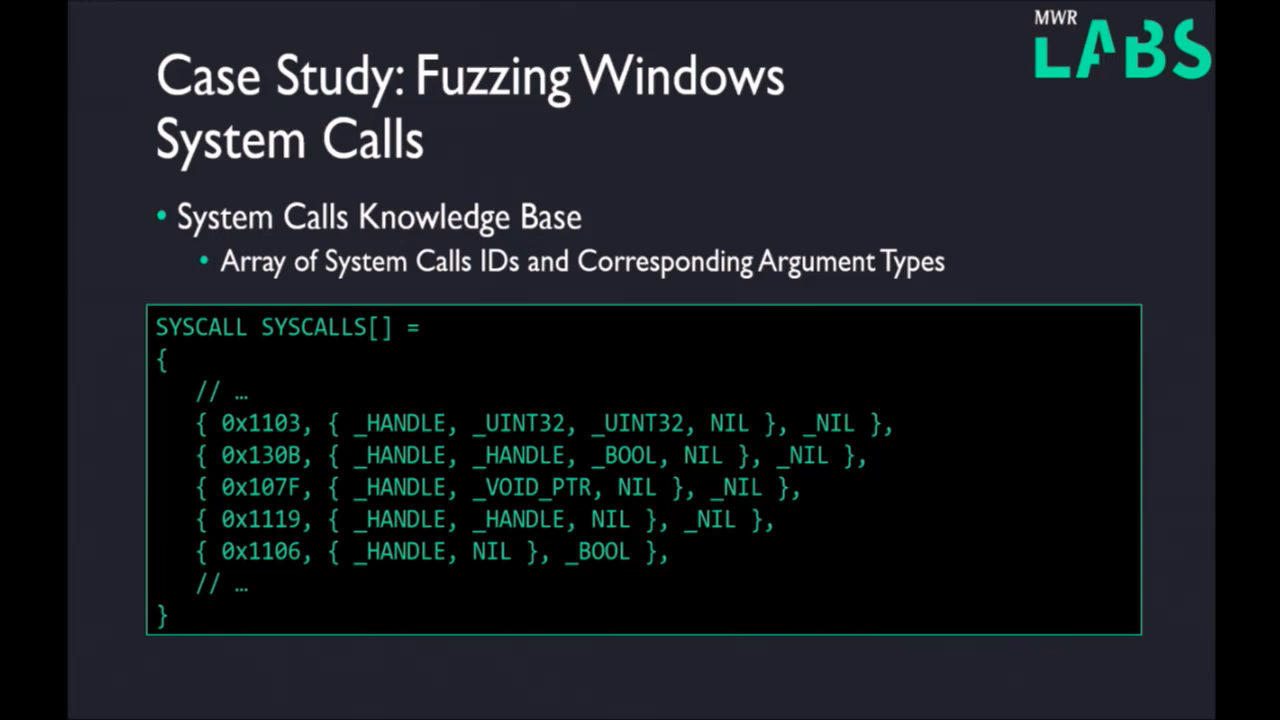 MWR
LABS
Case Study: Fuzzing Windows
System Calls
• System Calls Knowledge Base
• Array of System Calls IDs and Corresponding Argument Types
SYSCALL SYSCALLS[] =
{
// …
{ 0x1103, { _HANDLE, _UINT32, _UINT32, NIL }, _NIL },
{ 0x130B, { _HANDLE, _HANDLE, _BOOL, NIL }, _NIL },
{ 0x107F, { _HANDLE, _VOID_PTR, NIL }, _NIL },
{ 0x1119, { _HANDLE, _HANDLE, NIL }, _NIL },
{ 0x1106, { _HANDLE, NIL }, _BOOL },
// …
}